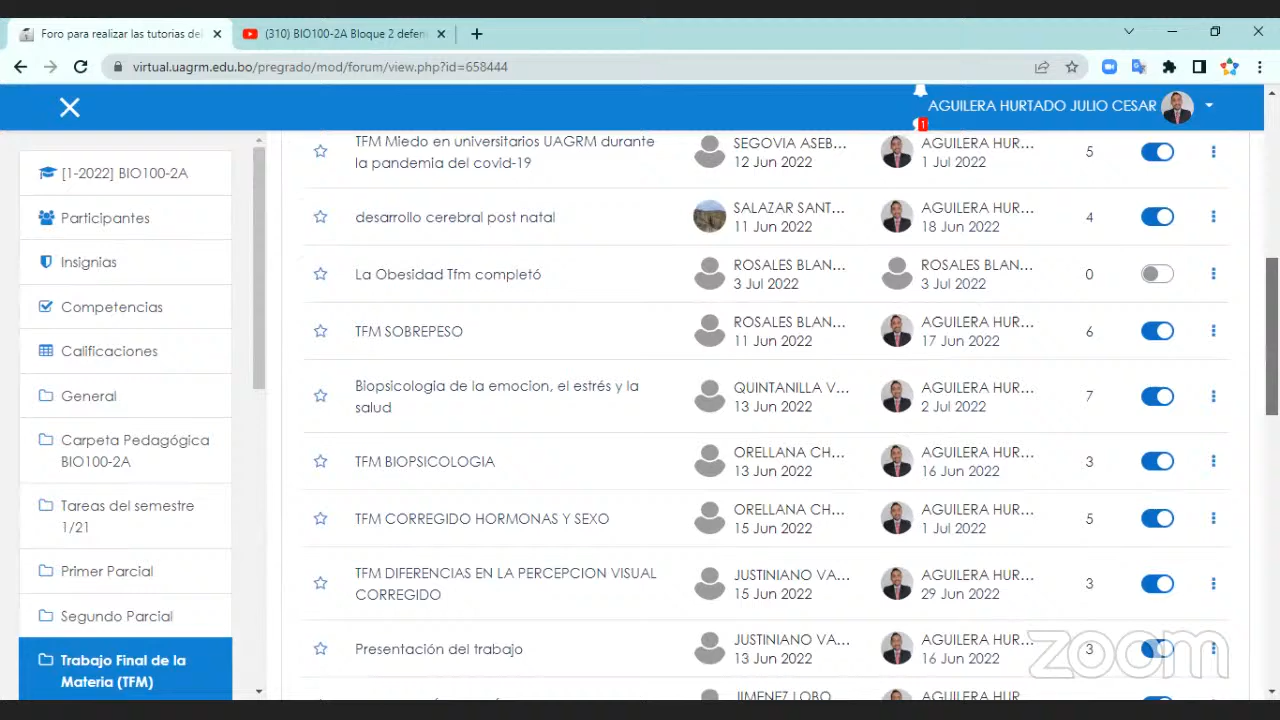 Foro para realizar las tutorias del
(310) BIO100-2A Bloque 2 defen
virtual.uagrm.edu.bo/pregrado/mod/forum/view.php?id=658444
AGUILERA HURTADO JULIO CESAR
1
[1-2022] BIO100-2A
Participantes
Insignias
Competencias
Calificaciones
General
Carpeta Pedagógica
BIO100-2A
Tareas del semestre
1/21
Primer Parcial
Segundo Parcial
Trabajo Final de la
Materia (TFM)
TFM Miedo en universitarios UAGRM durante
la pandemia del covid-19
SEGOVIA ASEB...
12 Jun 2022
AGUILERA HUR...
1 Jul 2022
5
desarrollo cerebral post natal
SALAZAR SANT...
11 Jun 2022
AGUILERA HUR...
18 Jun 2022
4
La Obesidad Tfm completó
ROSALES BLAN...
3 Jul 2022
ROSALES BLAN...
3 Jul 2022
0
TFM SOBREPESO
ROSALES BLAN...
11 Jun 2022
AGUILERA HUR...
17 Jun 2022
6
Biopsicologia de la emocion, el estrés y la
salud
QUINTANILLA V...
13 Jun 2022
AGUILERA HUR...
2 Jul 2022
7
TFM BIOPSICOLOGIA
ORELLANA CH...
13 Jun 2022
AGUILERA HUR...
16 Jun 2022
3
TFM CORREGIDO HORMONAS Y SEXO
ORELLANA CH...
15 Jun 2022
AGUILERA HUR...
1 Jul 2022
5
TFM DIFERENCIAS EN LA PERCEPCION VISUAL
CORREGIDO
JUSTINIANO VA...
15 Jun 2022
AGUILERA HUR...
29 Jun 2022
3
Presentación del trabajo
JUSTINIANO VA...
13 Jun 2022
AGUILERA HUR...
16 Jun 2022
3
JIMENEZ LOBO
AGUILERA HUR
zoom